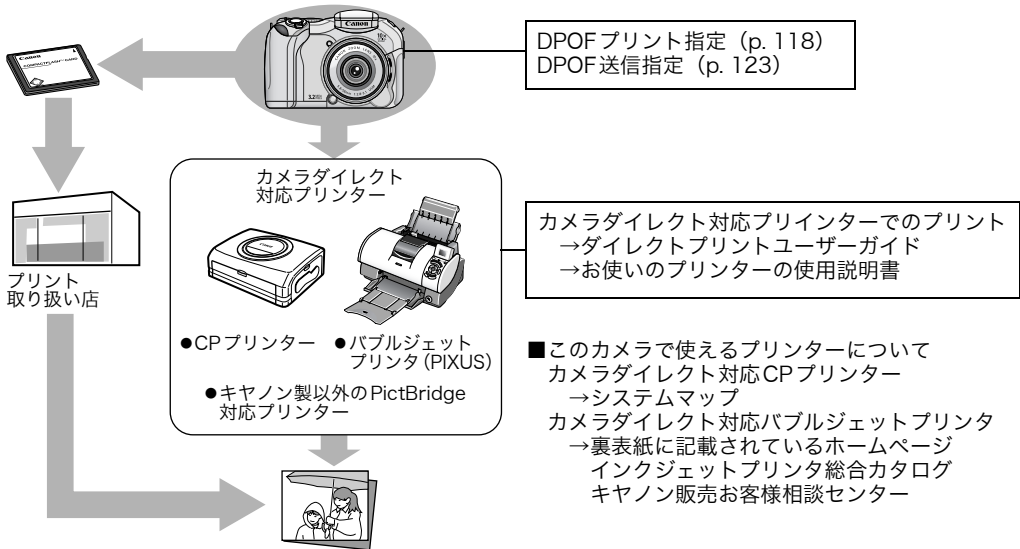 Canon
COMPACTFLASH™ CARD
Canon
DPOFプリント指定（p. 118）
DPOF送信指定（p. 123）
カメラダイレクト
対応プリンター
カメラダイレクト対応プリインターでのプリント
→ダイレクトプリントユーザーガイド
→お使いのプリンターの使用説明書
プリント
取り扱い店
●CPプリンター
●バブルジェット
プリンタ（PIXUS）
●キヤノン製以外のPictBridge
対応プリンター
■このカメラで使えるプリンターについて
カメラダイレクト対応CPプリンター
→システムマップ
カメラダイレクト対応バブルジェットプリンタ
→裏表紙に記載されているホームページ
インクジェットプリンタ総合カタログ
キヤノン販売お客様相談センター